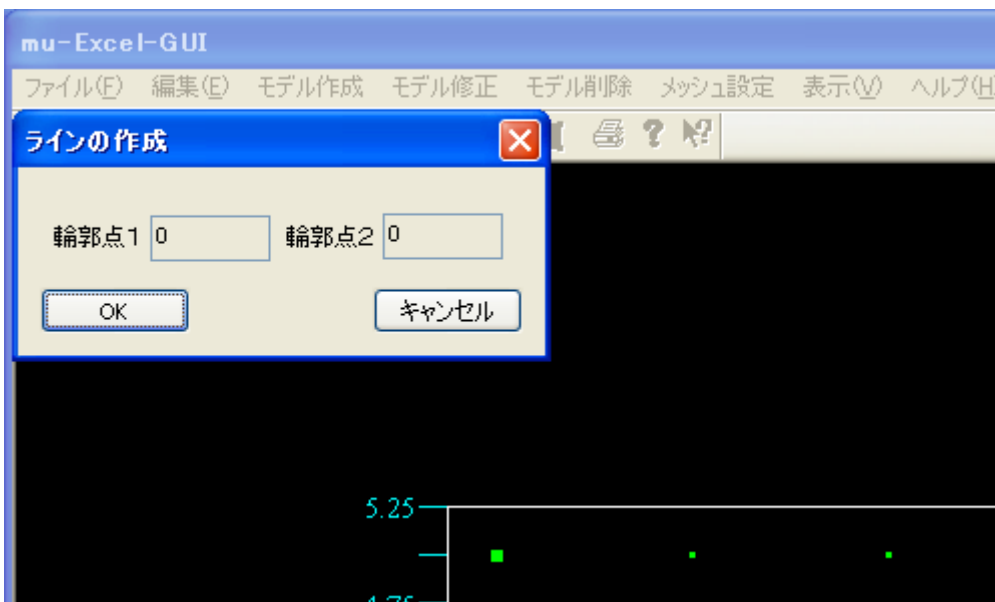 mu-Excel-GUI
ファイル(F) 編集(E) モデル作成 モデル修正 モデル削除 メッシュ設定 表示(V) ヘルプ(H
ラインの作成
輪郭点1 0 輪郭点2 0
OK キャンセル
5.25
4.75